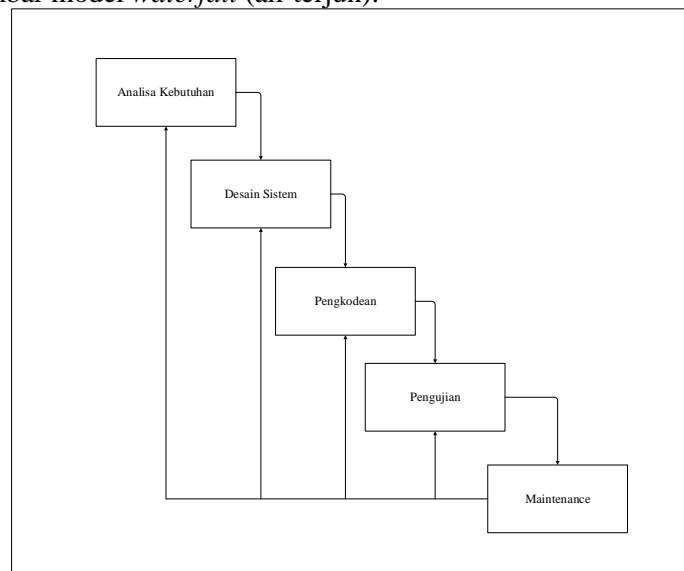 model waterfall (air terjun).
Analisa Kebutuhan
Desain Sistem
Pengkodean
Pengujian
Maintenance